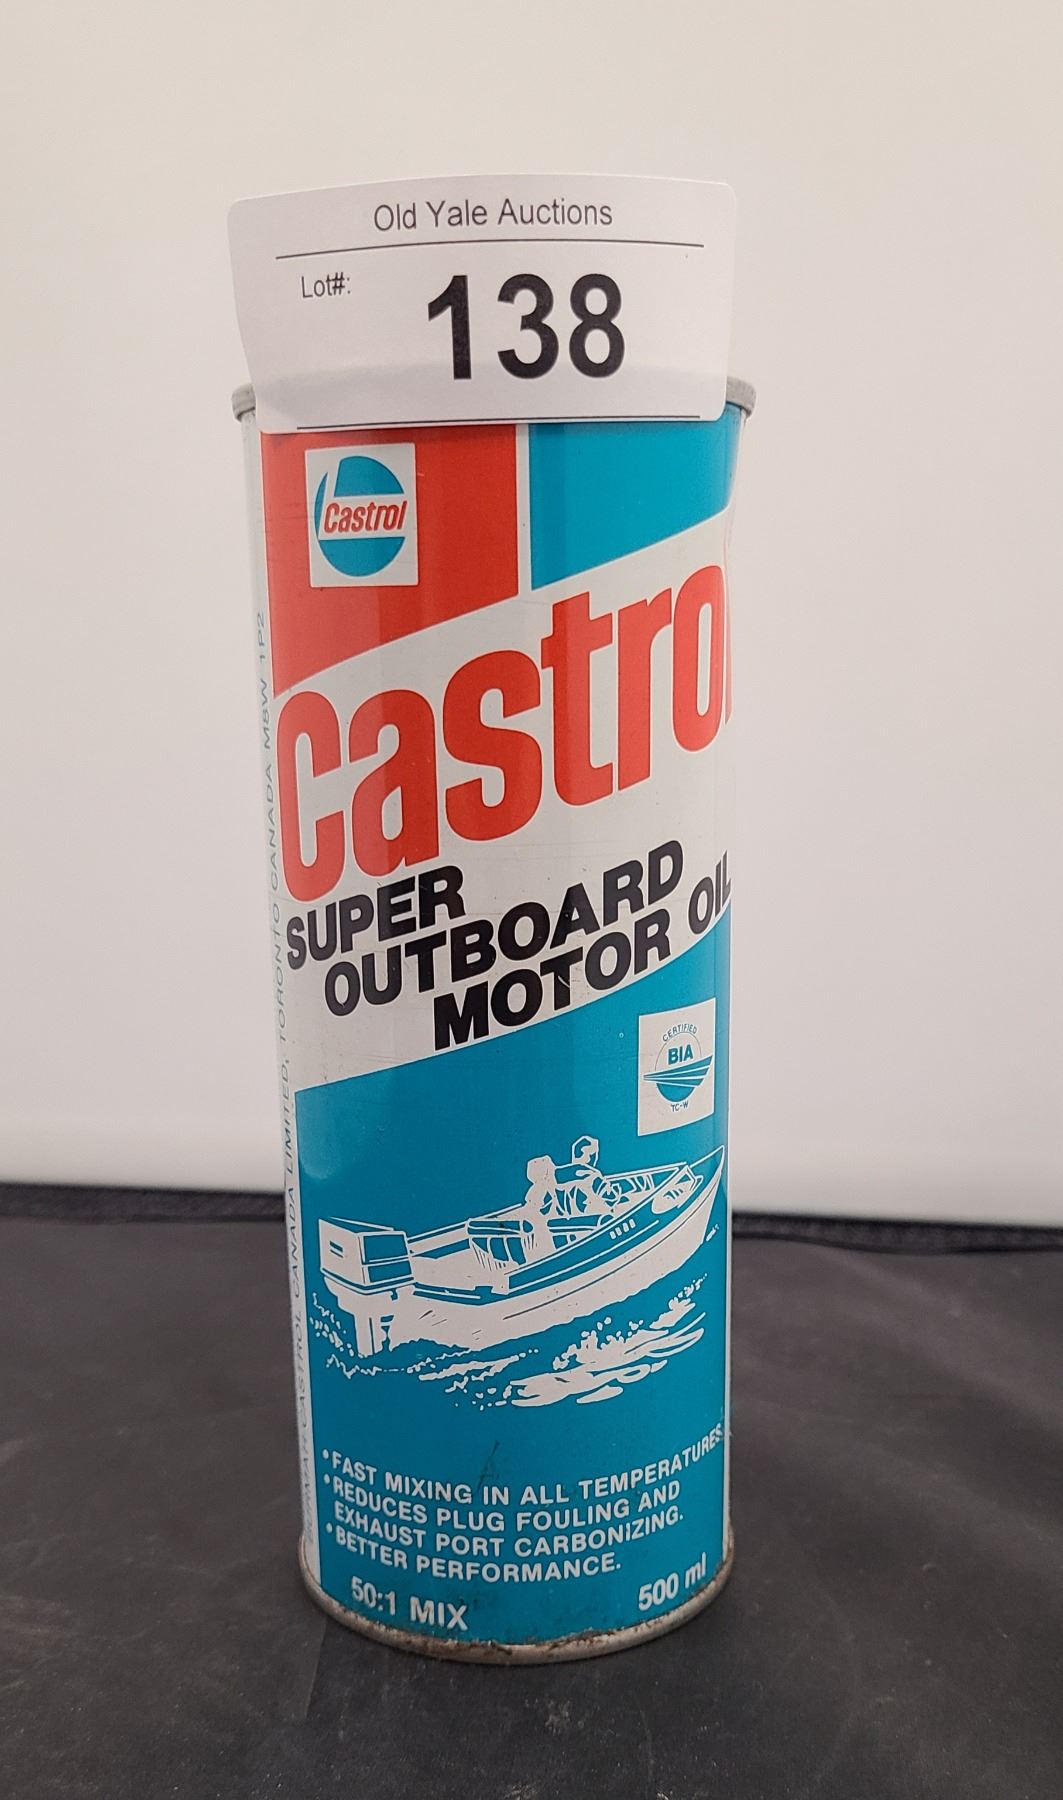 Old Yale Auctions
Lot#:
138
Castrol
Castrol
SUPER
OUTBOARD
MOTOR OIL
CERTIFIED
BIA
TC-W
•FAST MIXING IN ALL TEMPERATURES.
•REDUCES PLUG FOULING AND
EXHAUST PORT CARBONIZING.
•BETTER PERFORMANCE.
50:1 MIX
500 ml
CASTROL CANADA LIMITED, TORONTO CANADA M8W 1P2